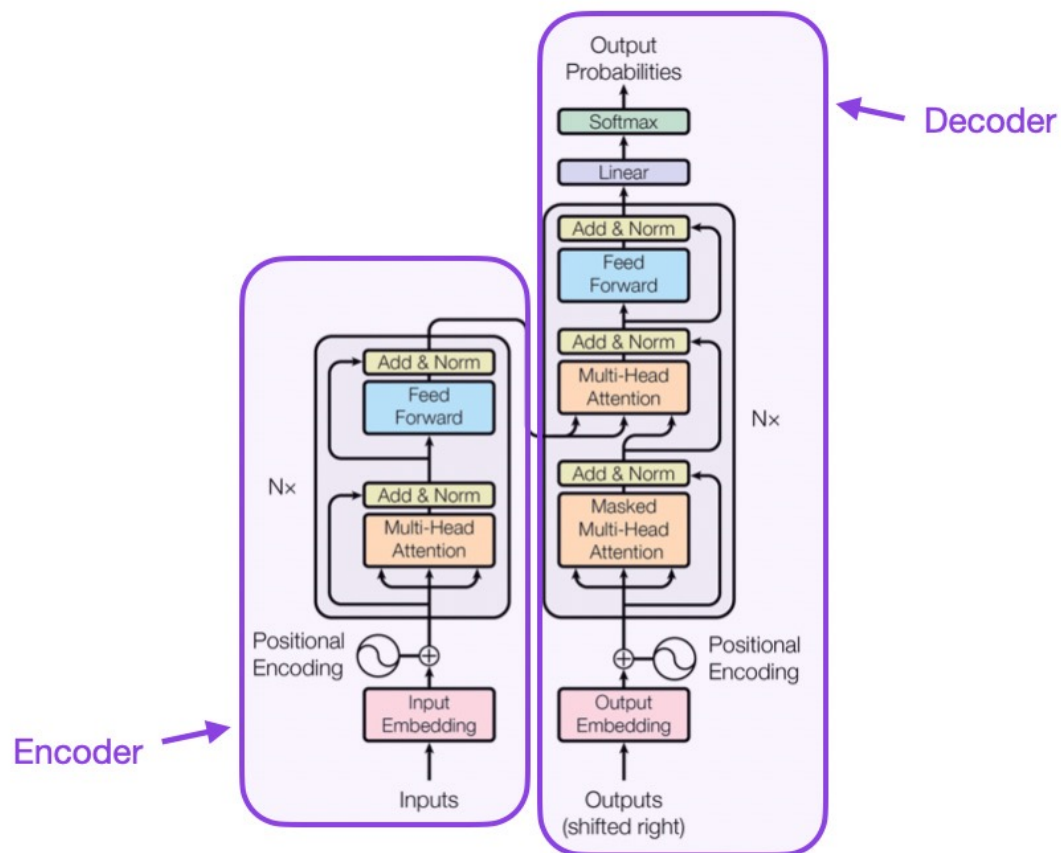 Output
Probabilities
Softmax
Linear
Add & Norm
Feed
Forward
Add & Norm
Multi-Head
Attention
Add & Norm
Masked
Multi-Head
Attention
N×
Positional
Encoding
Output
Embedding
Outputs
(shifted right)
Decoder
Add & Norm
Feed
Forward
Add & Norm
Multi-Head
Attention
N×
Positional
Encoding
Input
Embedding
Inputs
Encoder